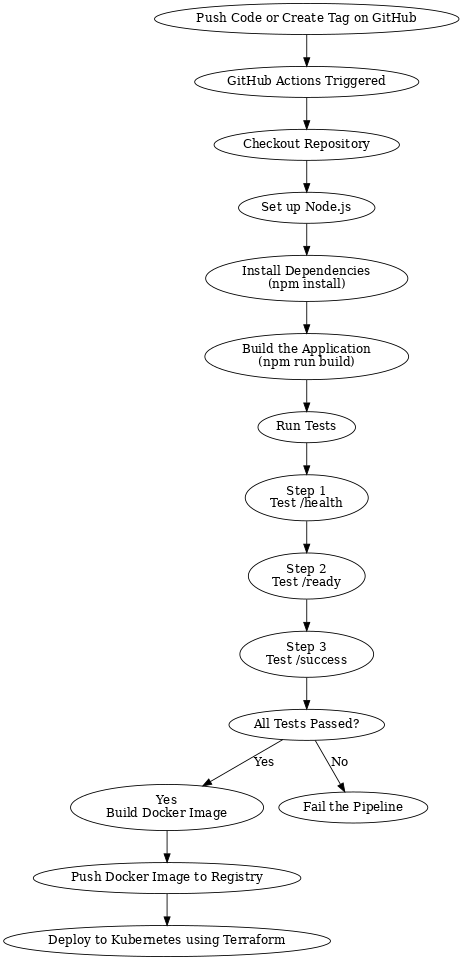 Push Code or Create Tag on GitHub
GitHub Actions Triggered
Checkout Repository
Set up Node.js
Install Dependencies
(npm install)
Build the Application
(npm run build)
Run Tests
Step 1
Test /health
Step 2
Test /ready
Step 3
Test /success
All Tests Passed?
Yes
No
Yes
Build Docker Image
Fail the Pipeline
Push Docker Image to Registry
Deploy to Kubernetes using Terraform